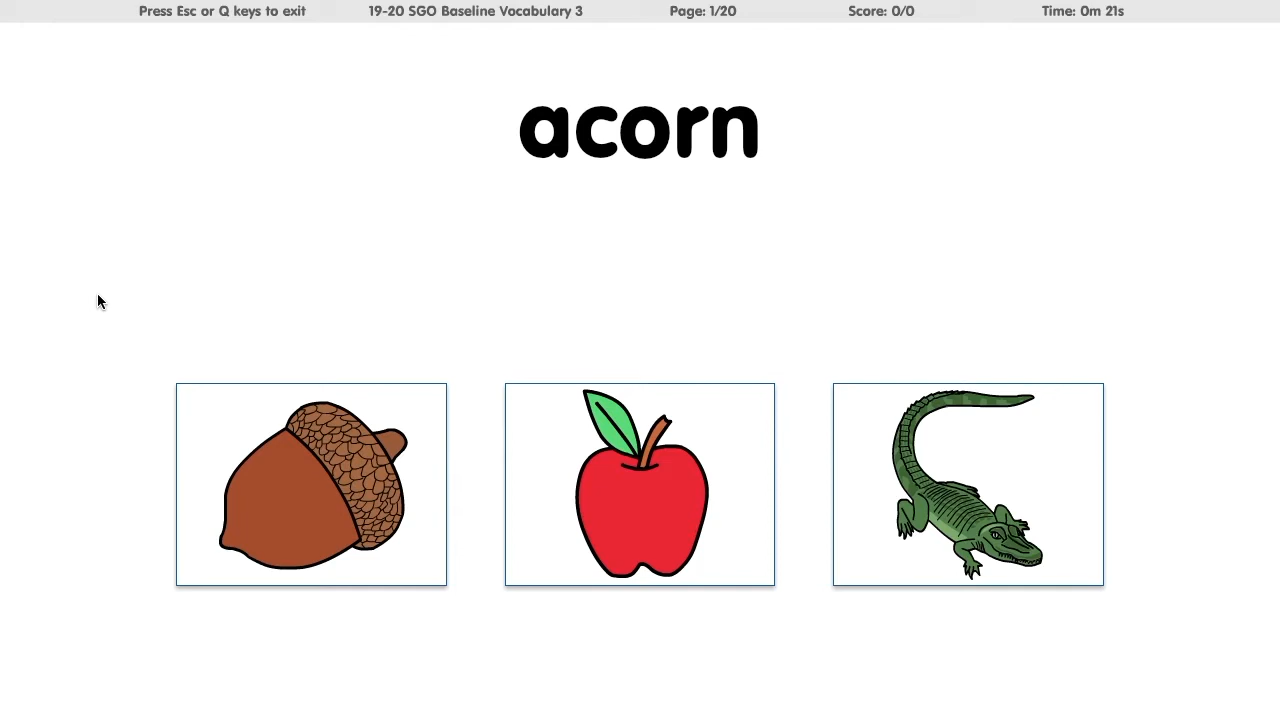 Press Esc or Q keys to exit 19-20 SGO Baseline Vocabulary 3 Page: 1/20 Score: 0/0 Time: 0m 21s
acorn